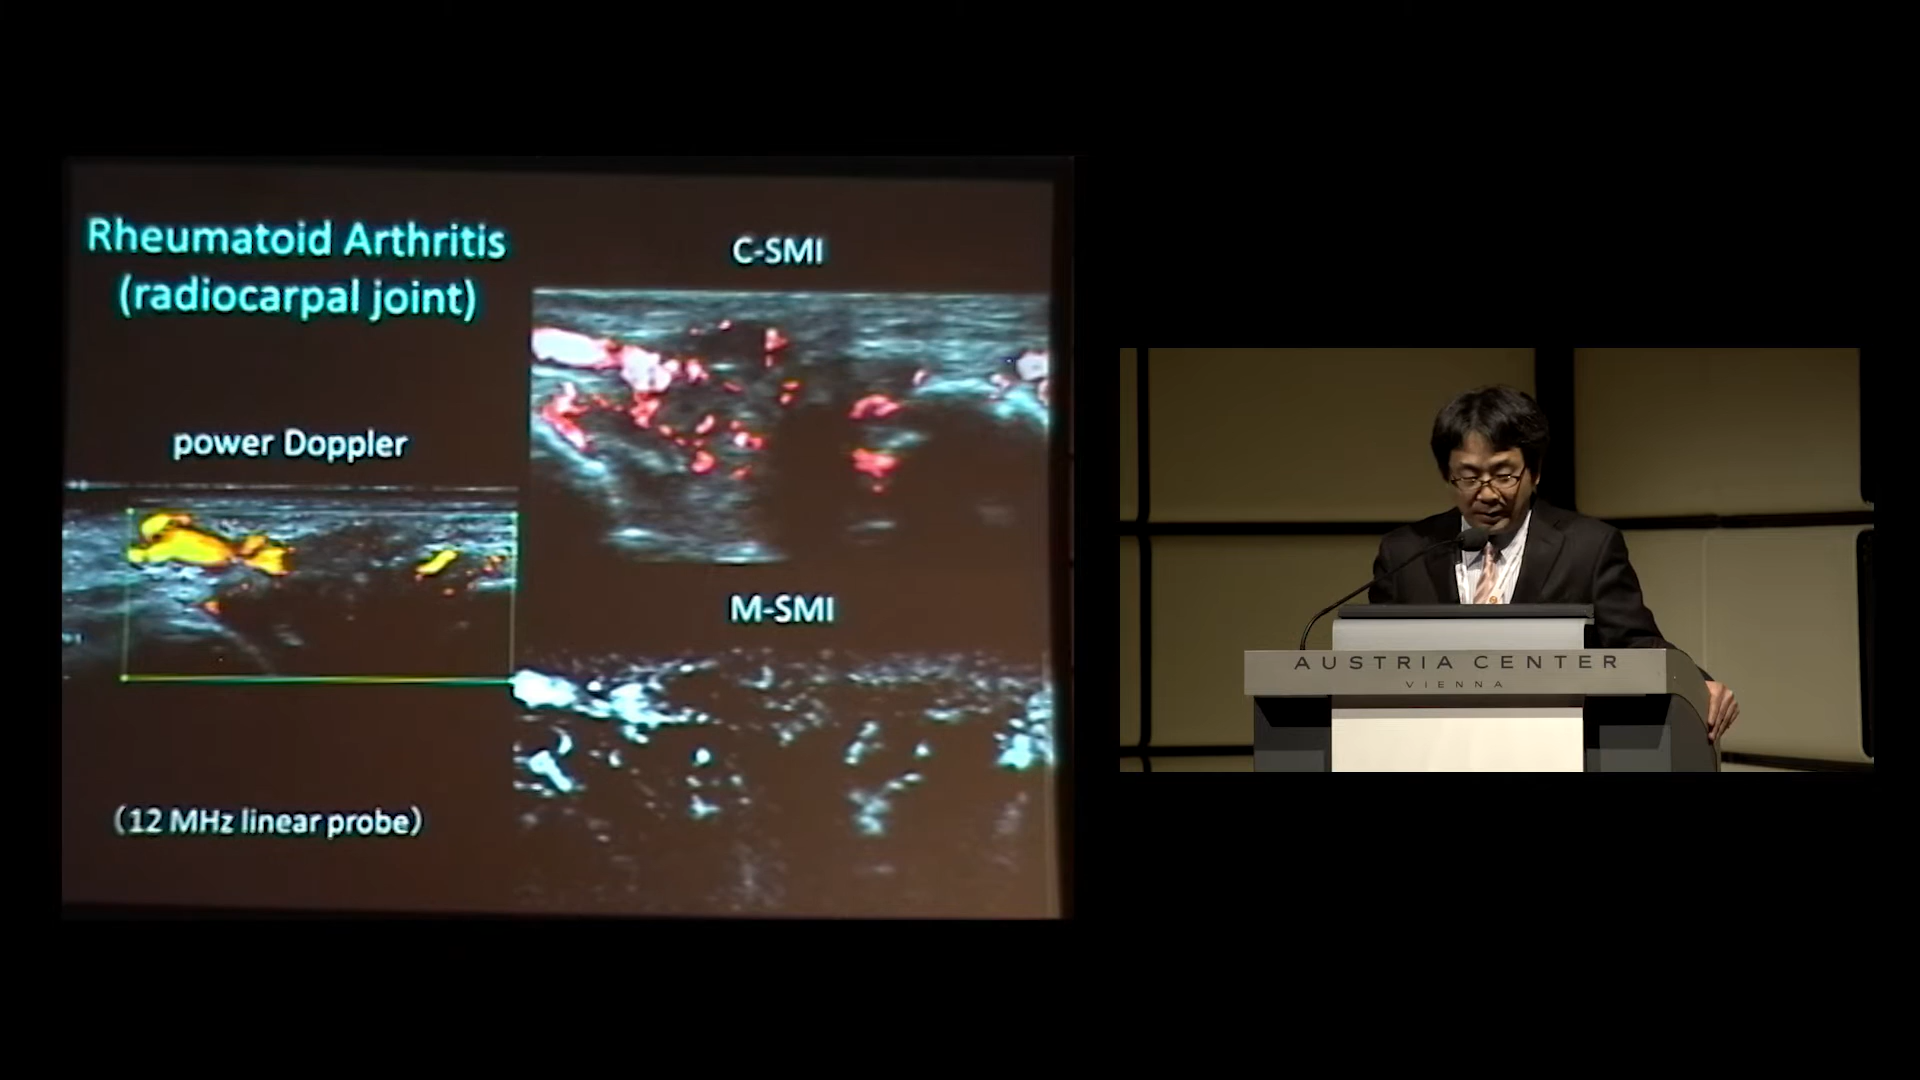 Rheumatoid Arthritis
(radiocarpal joint)
C-SMI
power Doppler
M-SMI
(12 MHz linear probe)
AUSTRIA CENTER
VIENNA